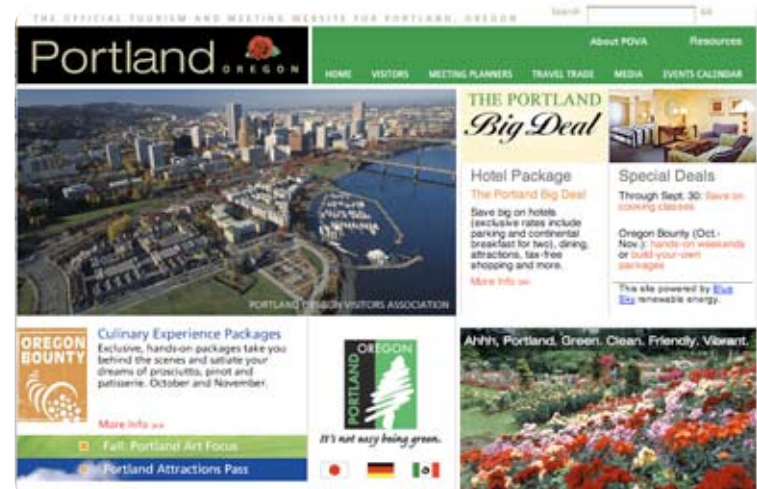 THE OFFICIAL TOURISM AND MEETING WEBSITE FOR PORTLAND, OREGON
Search
GO
Portland
OREGON
About POVA
Resources
HOME
VISITORS
MEETING PLANNERS
TRAVEL TRADE
MEDIA
EVENTS CALENDAR
PORTLAND OREGON VISITORS ASSOCIATION
THE PORTLAND
Big Deal
Hotel Package
The Portland Big Deal
Save big on hotels
(exclusive rates include
parking and continental
breakfast for two), dining,
attractions, tax-free
shopping and more.
More Info >>
Special Deals
Through Sept. 30: Save on
cooking classes
Oregon Bounty (Oct.-
Nov.): hands-on weekends
or build-your-own
packages
This site powered by Blue
Sky renewable energy.
OREGON
BOUNTY
Culinary Experience Packages
Exclusive, hands-on packages take you
behind the scenes and satiate your
dreams of prosciutto, pinot and
patisserie. October and November.
More Info >>
Fall: Portland Art Focus
Portland Attractions Pass
PORTLAND
OREGON
It's not easy being green.
Ahhh, Portland. Green. Clean. Friendly. Vibrant.